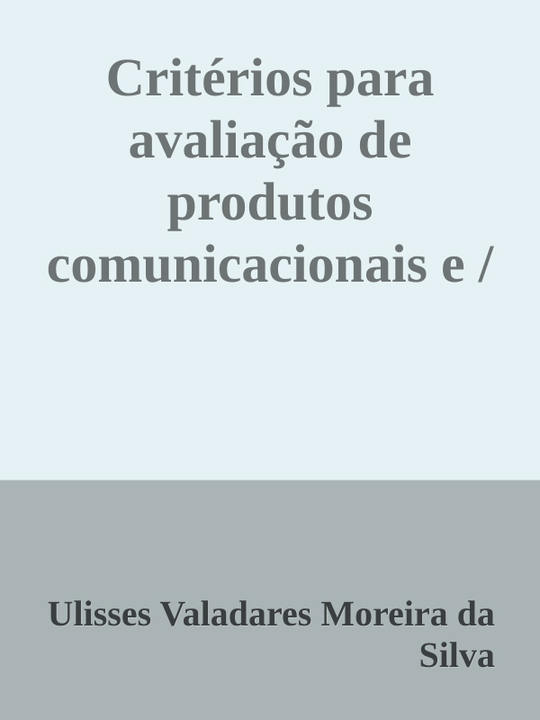 Critérios para
avaliação de
produtos
comunicacionais e /
Ulisses Valadares Moreira da
Silva